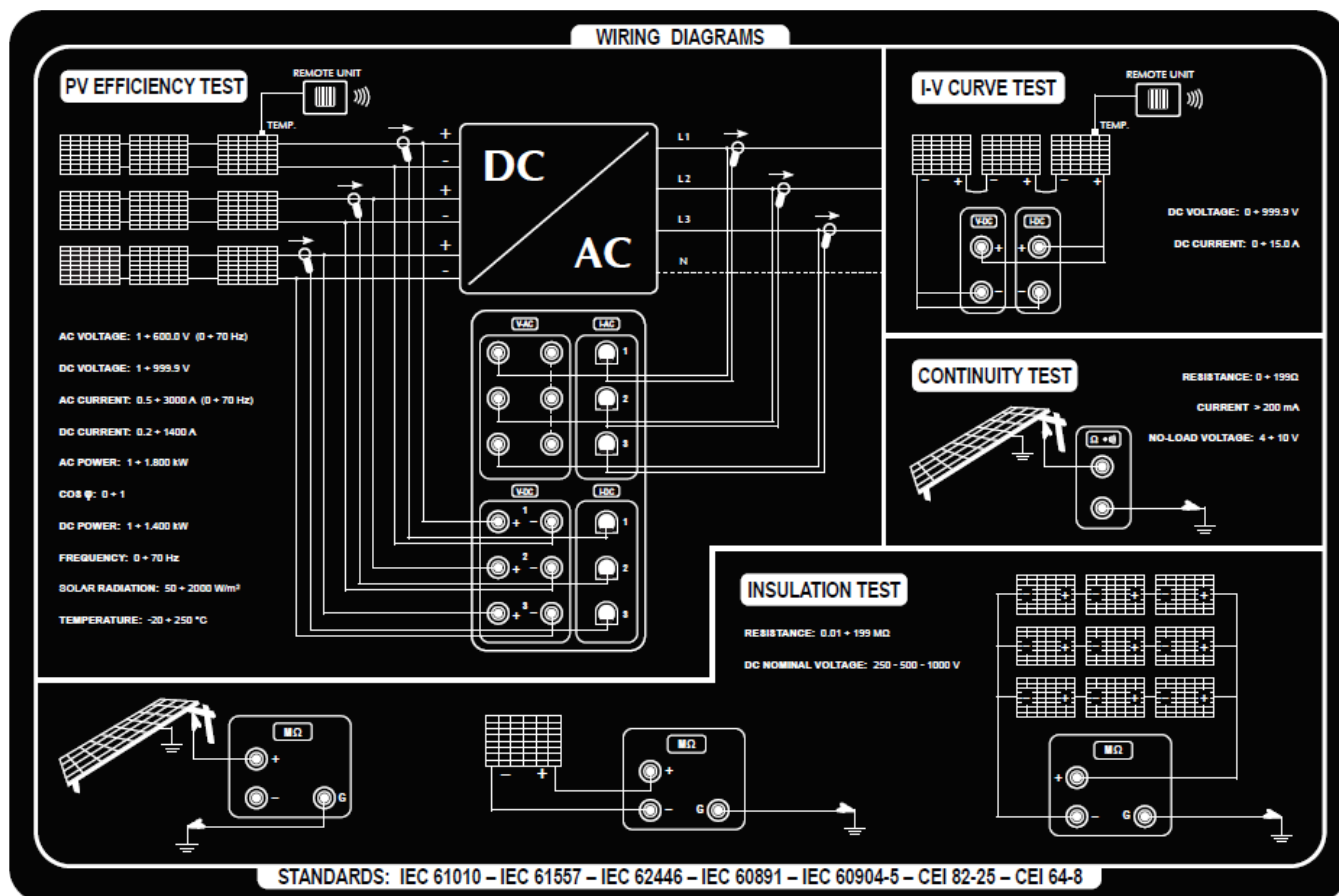 WIRING DIAGRAMS
PV EFFICIENCY TEST
REMOTE UNIT
TEMP.
+
-
+
-
+
-
DC
AC
L1
L2
L3
N
AC VOLTAGE: 1 ÷ 600.0 V (0 ÷ 70 Hz)
DC VOLTAGE: 1 ÷ 999.9 V
AC CURRENT: 0.5 ÷ 3000 A (0 ÷ 70 Hz)
DC CURRENT: 0.2 ÷ 1400 A
AC POWER: 1 ÷ 1.800 kW
COS φ: 0 ÷ 1
DC POWER: 1 ÷ 1.400 kW
FREQUENCY: 0 ÷ 70 Hz
SOLAR RADIATION: 50 ÷ 2000 W/m²
TEMPERATURE: -20 ÷ 250 °C
V-AC
I-AC
1
2
3
V-DC
I-DC
1
+ -
1
2
+ -
2
3
+ -
3
I-V CURVE TEST
REMOTE UNIT
TEMP.
- + - + - +
V-DC
I-DC
+ +
- -
DC VOLTAGE: 0 ÷ 999.9 V
DC CURRENT: 0 ÷ 15.0 A
CONTINUITY TEST
RESISTANCE: 0 ÷ 199Ω
CURRENT > 200 mA
NO-LOAD VOLTAGE: 4 ÷ 10 V
Ω
INSULATION TEST
RESISTANCE: 0.01 ÷ 199 MΩ
DC NOMINAL VOLTAGE: 250 - 500 - 1000 V
- + - + - +
- + - + - +
- + - + - +
MΩ
+
-
G
- +
MΩ
+
-
G
MΩ
+
-
G
STANDARDS: IEC 61010 – IEC 61557 – IEC 62446 – IEC 60891 – IEC 60904-5 – CEI 82-25 – CEI 64-8